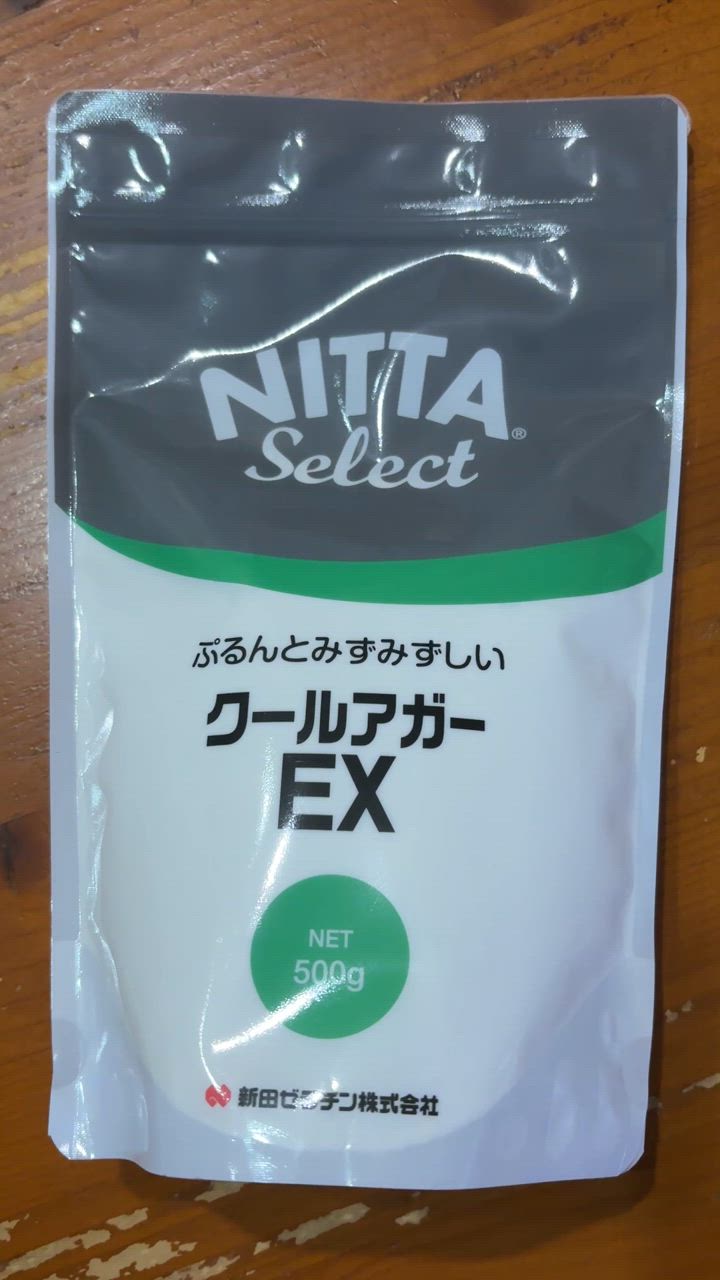 NITTA®
Select
ぷるんとみずみずしい
クールアガー
EX
NET
500g
新田ゼラチン株式会社